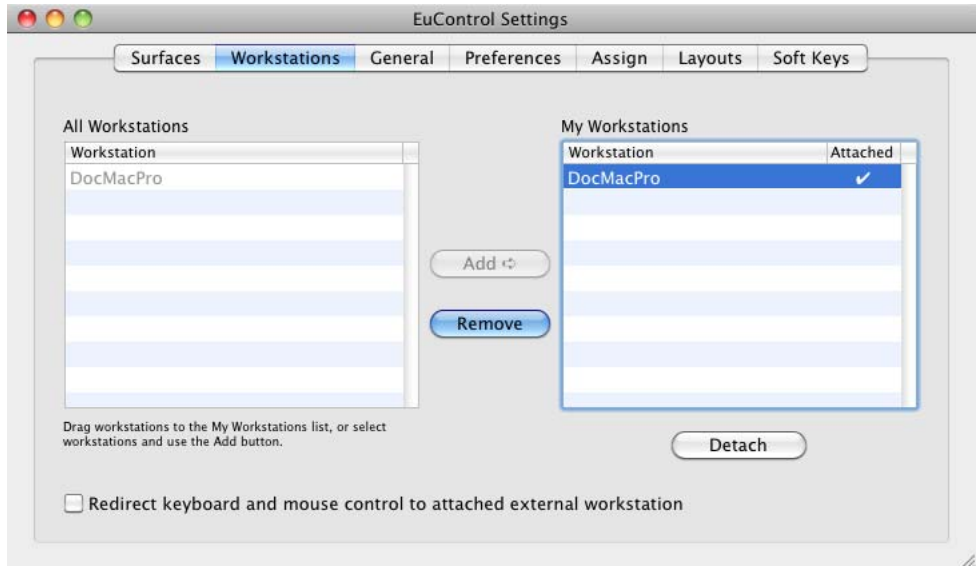 EuControl Settings
Surfaces Workstations General Preferences Assign Layouts Soft Keys
All Workstations
My Workstations
Workstation
Workstation Attached
DocMacPro
DocMacPro ✔
Add ➪
Remove
Drag workstations to the My Workstations list, or select
workstations and use the Add button.
Detach
Redirect keyboard and mouse control to attached external workstation